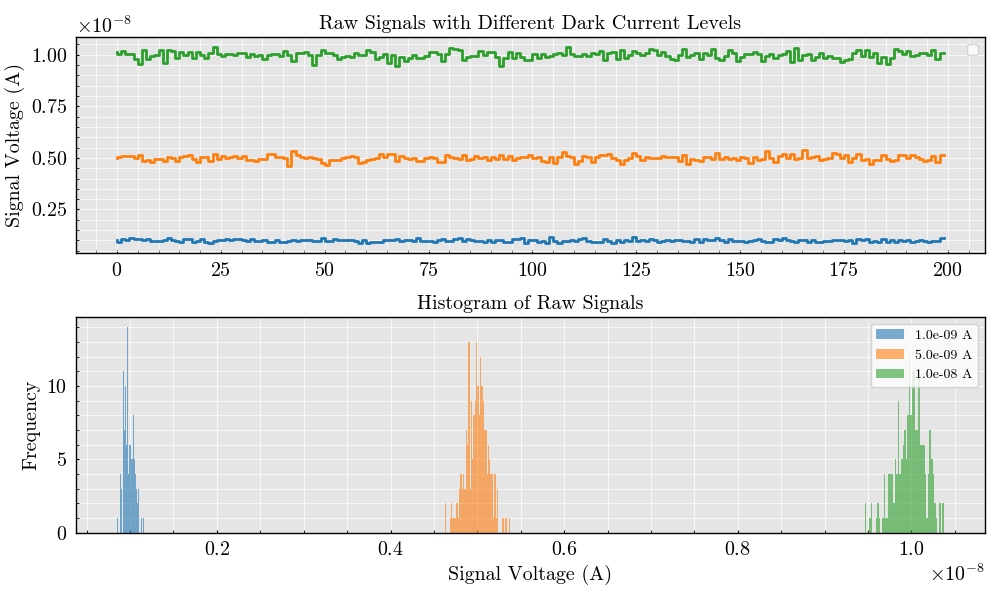 Raw Signals with Different Dark Current Levels
×10⁻⁸
Signal Voltage (A)
1.00
0.75
0.50
0.25
0 25 50 75 100 125 150 175 200
Histogram of Raw Signals
Frequency
10
5
0
1.0e-09 A
5.0e-09 A
1.0e-08 A
0.2 0.4 0.6 0.8 1.0
Signal Voltage (A)
×10⁻⁸